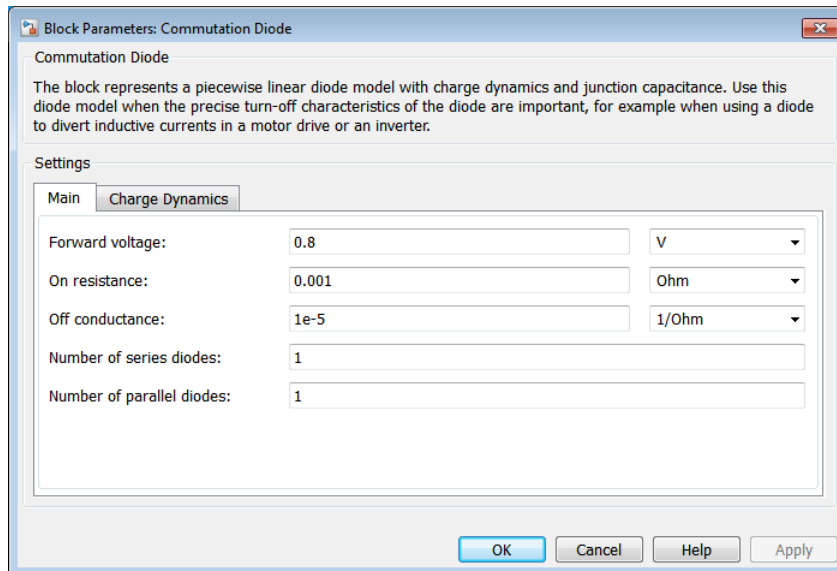 Block Parameters: Commutation Diode
Commutation Diode
The block represents a piecewise linear diode model with charge dynamics and junction capacitance. Use this
diode model when the precise turn-off characteristics of the diode are important, for example when using a diode
to divert inductive currents in a motor drive or an inverter.
Settings
Main Charge Dynamics
Forward voltage: 0.8 V
On resistance: 0.001 Ohm
Off conductance: 1e-5 1/Ohm
Number of series diodes: 1
Number of parallel diodes: 1
OK Cancel Help Apply